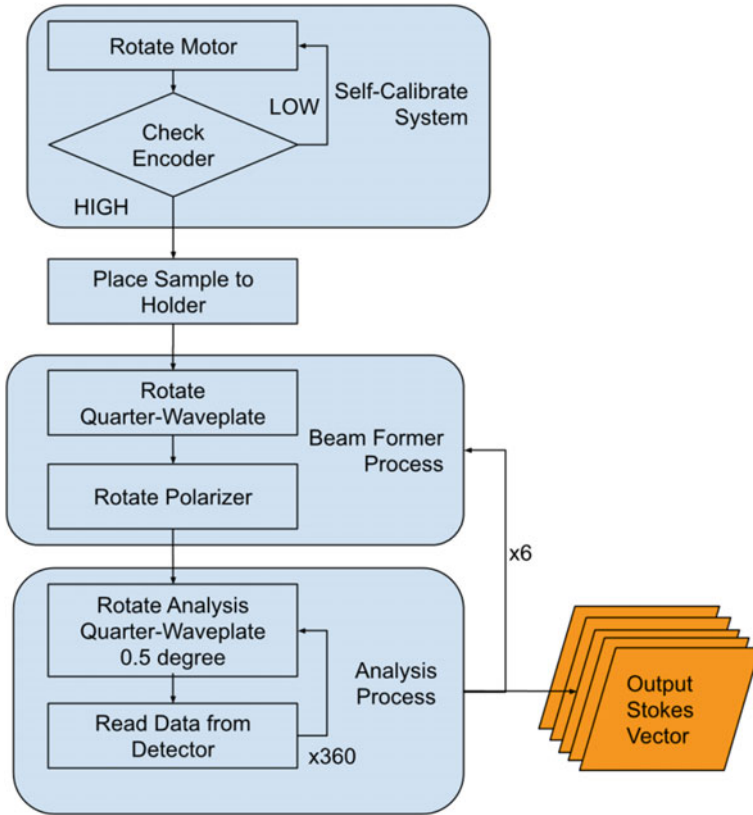 Rotate Motor
LOW
Self-Calibrate
System
Check
Encoder
HIGH
Place Sample to
Holder
Rotate
Quarter-Waveplate
Beam Former
Process
Rotate Polarizer
x6
Rotate Analysis
Quarter-Waveplate
0.5 degree
Analysis
Process
Read Data from
Detector
x360
Output
Stokes
Vector